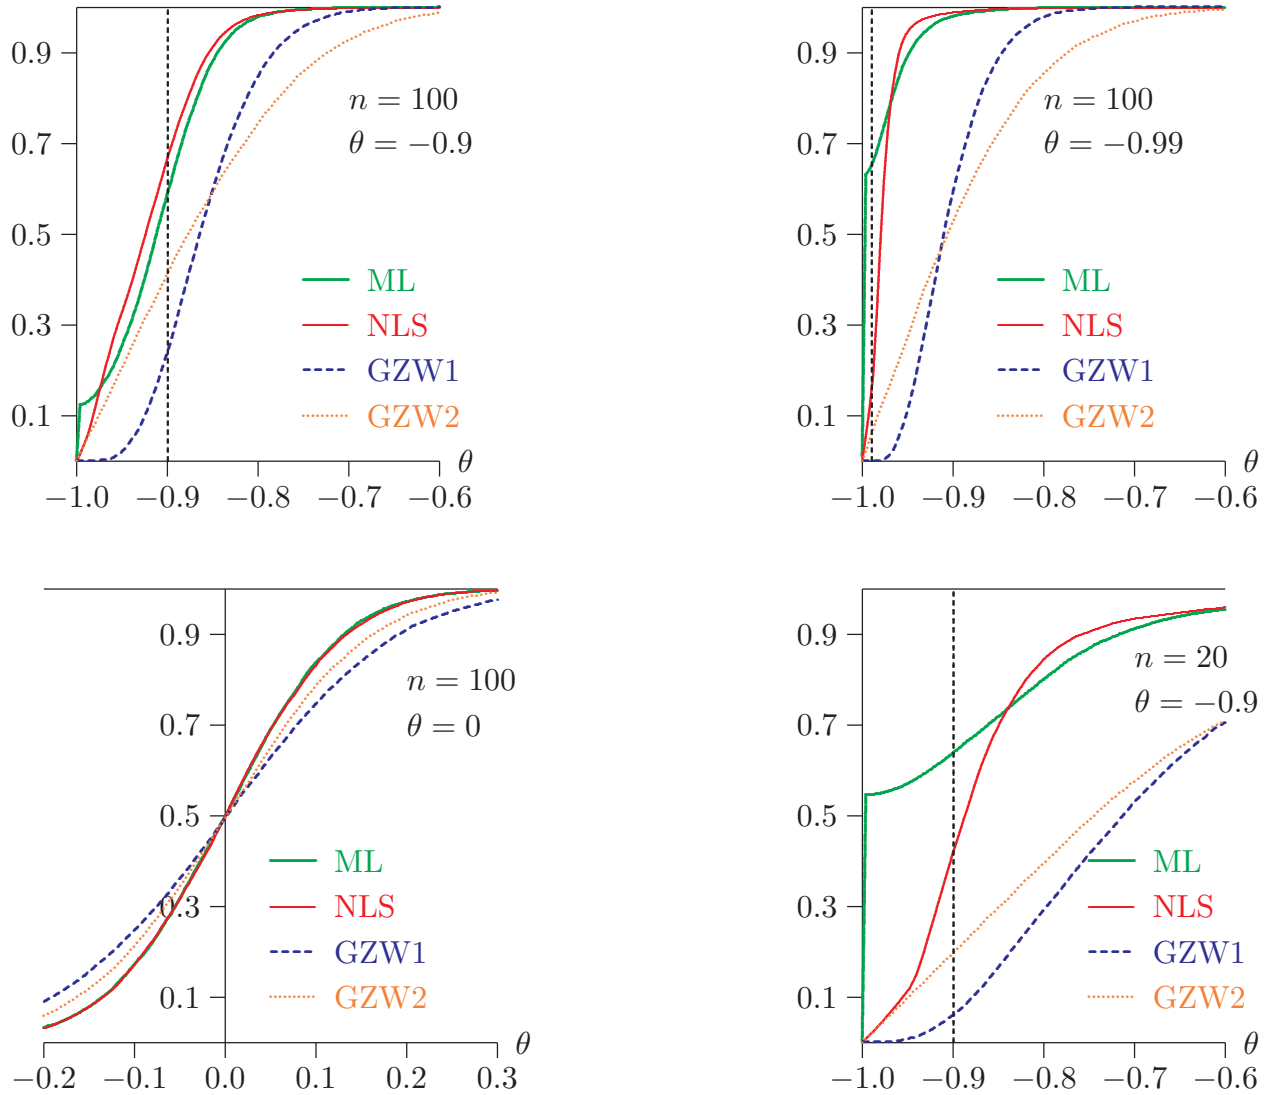 0.9
0.7
0.5
0.3
0.1
n = 100
θ = −0.9
ML
NLS
GZW1
GZW2
θ
−1.0 −0.9 −0.8 −0.7 −0.6
0.9
0.7
0.5
0.3
0.1
n = 100
θ = −0.99
ML
NLS
GZW1
GZW2
θ
−1.0 −0.9 −0.8 −0.7 −0.6
0.9
0.7
0.5
0.3
0.1
n = 100
θ = 0
ML
NLS
GZW1
GZW2
θ
−0.2 −0.1 0.0 0.1 0.2 0.3
0.9
0.7
0.5
0.3
0.1
n = 20
θ = −0.9
ML
NLS
GZW1
GZW2
θ
−1.0 −0.9 −0.8 −0.7 −0.6